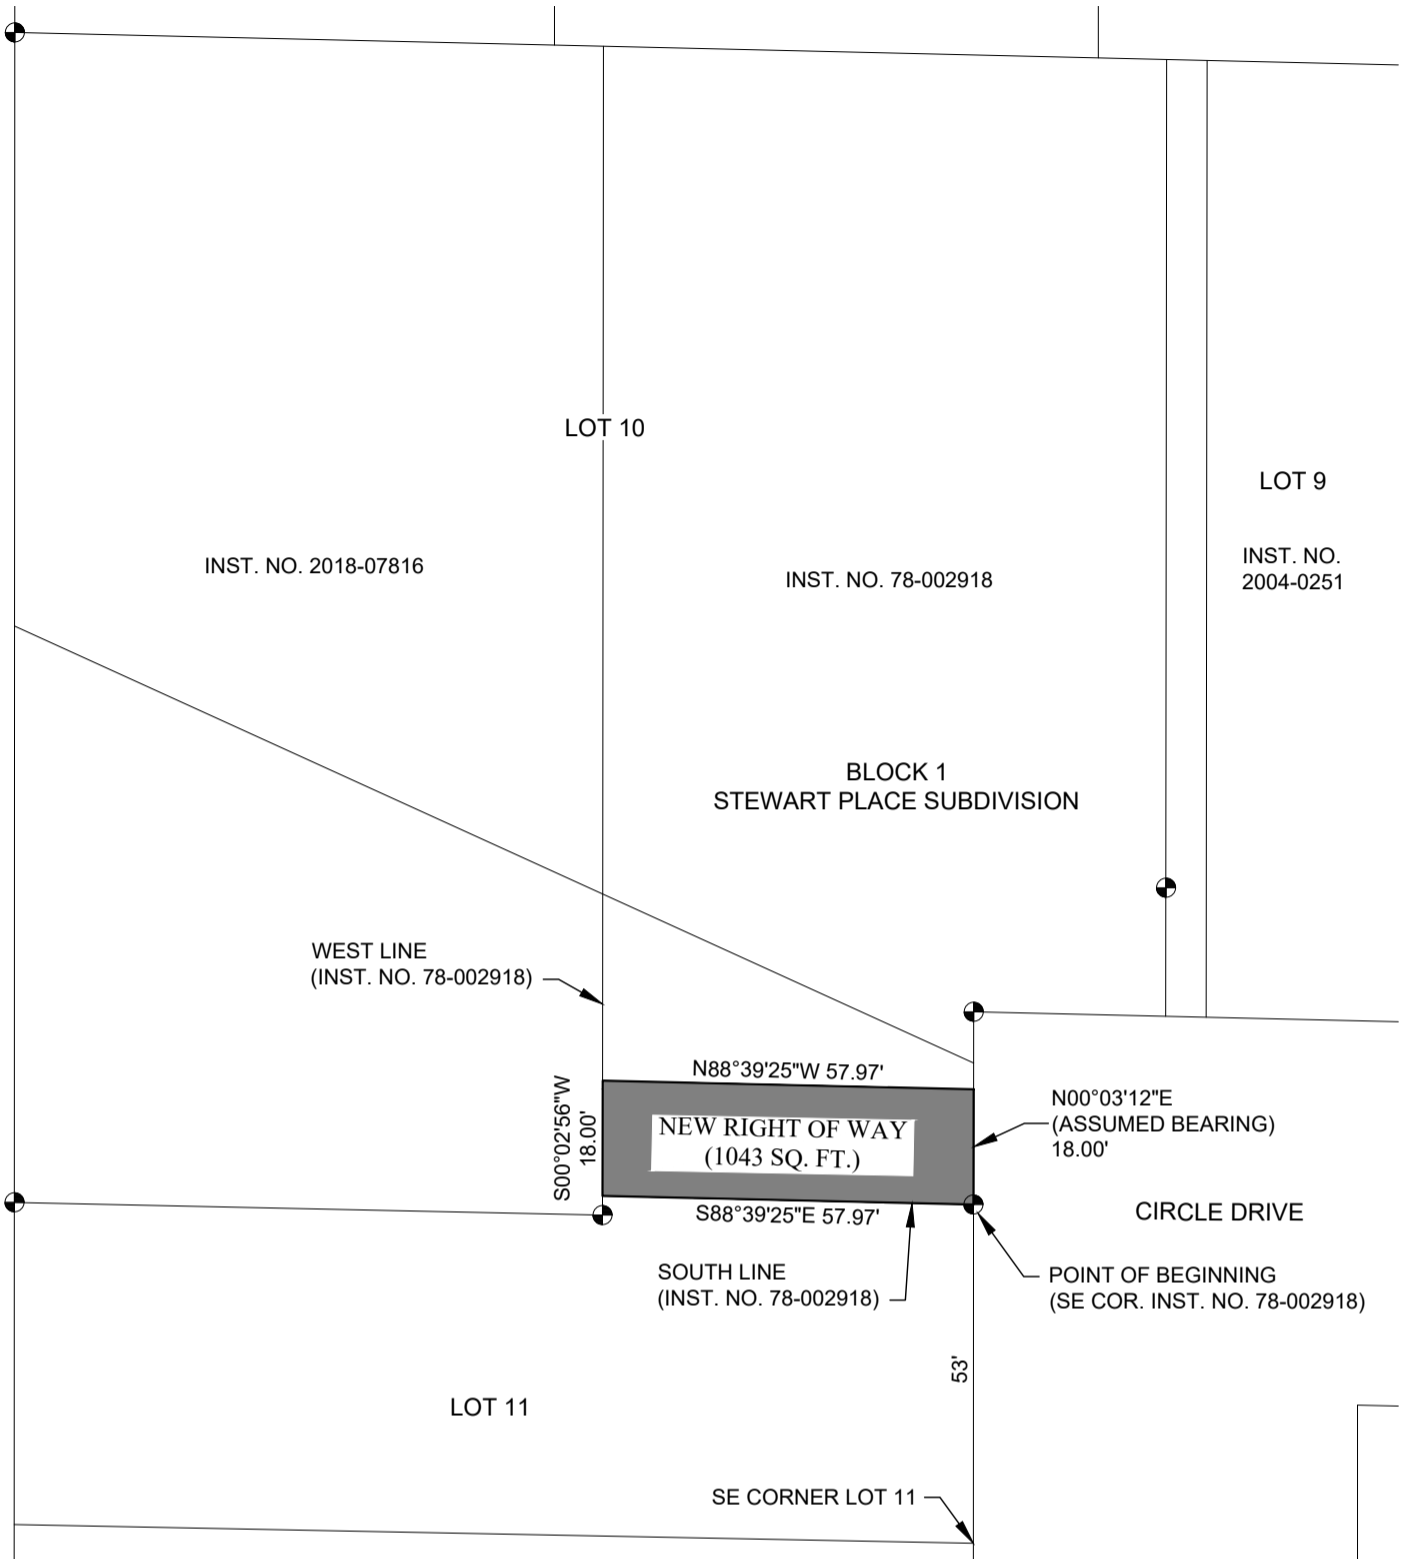 LOT 10
LOT 9
INST. NO. 2018-07816
INST. NO. 78-002918
INST. NO.
2004-0251
BLOCK 1
STEWART PLACE SUBDIVISION
WEST LINE
(INST. NO. 78-002918)
N88°39'25"W 57.97'
S00°02'56"W
18.00'
NEW RIGHT OF WAY
(1043 SQ. FT.)
N00°03'12"E
(ASSUMED BEARING)
18.00'
S88°39'25"E 57.97'
CIRCLE DRIVE
SOUTH LINE
(INST. NO. 78-002918)
POINT OF BEGINNING
(SE COR. INST. NO. 78-002918)
53'
LOT 11
SE CORNER LOT 11